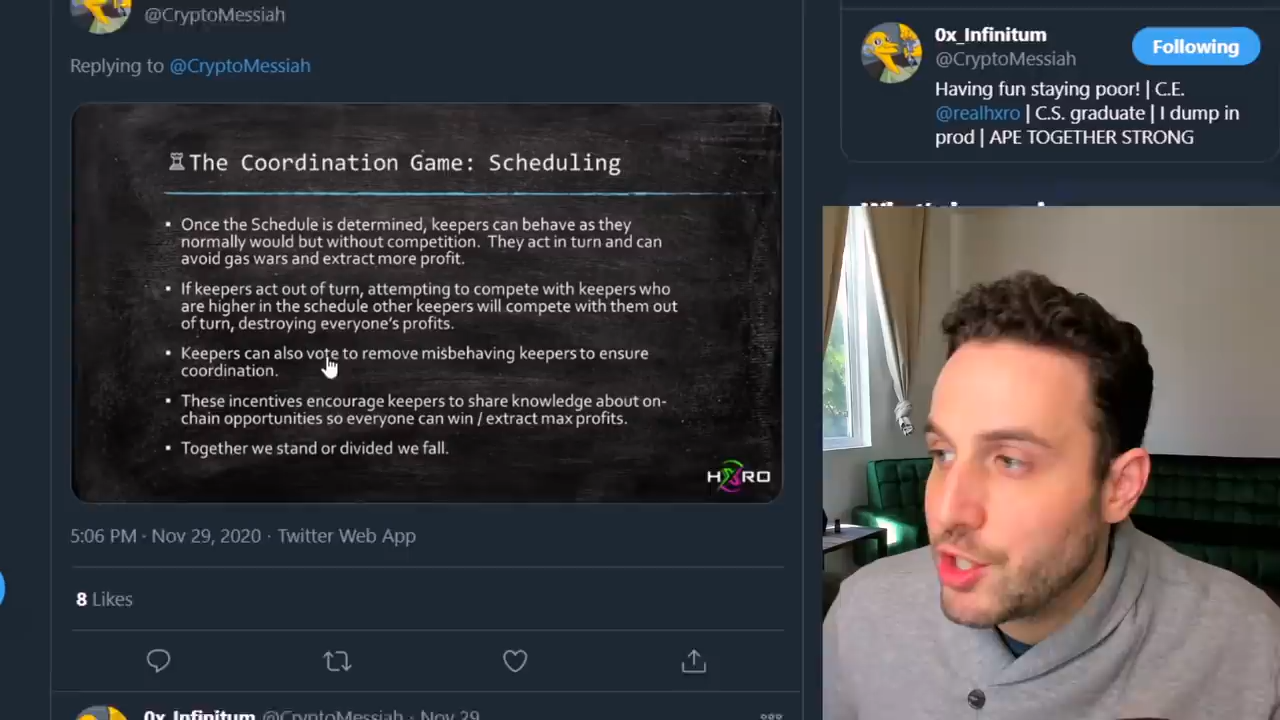 @CryptoMessiah
Replying to @CryptoMessiah
♖The Coordination Game: Scheduling
▪ Once the Schedule is determined, keepers can behave as they
normally would but without competition. They act in turn and can
avoid gas wars and extract more profit.
▪ If keepers act out of turn, attempting to compete with keepers who
are higher in the schedule other keepers will compete with them out
of turn, destroying everyone's profits.
▪ Keepers can also vote to remove misbehaving keepers to ensure
coordination.
▪ These incentives encourage keepers to share knowledge about on-
chain opportunities so everyone can win / extract max profits.
▪ Together we stand or divided we fall.
HXRO
5:06 PM · Nov 29, 2020 · Twitter Web App
8 Likes
0x_Infinitum @CryptoMessiah · Nov 29
0x_Infinitum
@CryptoMessiah
Following
Having fun staying poor! | C.E.
@realhxro | C.S. graduate | I dump in
prod | APE TOGETHER STRONG